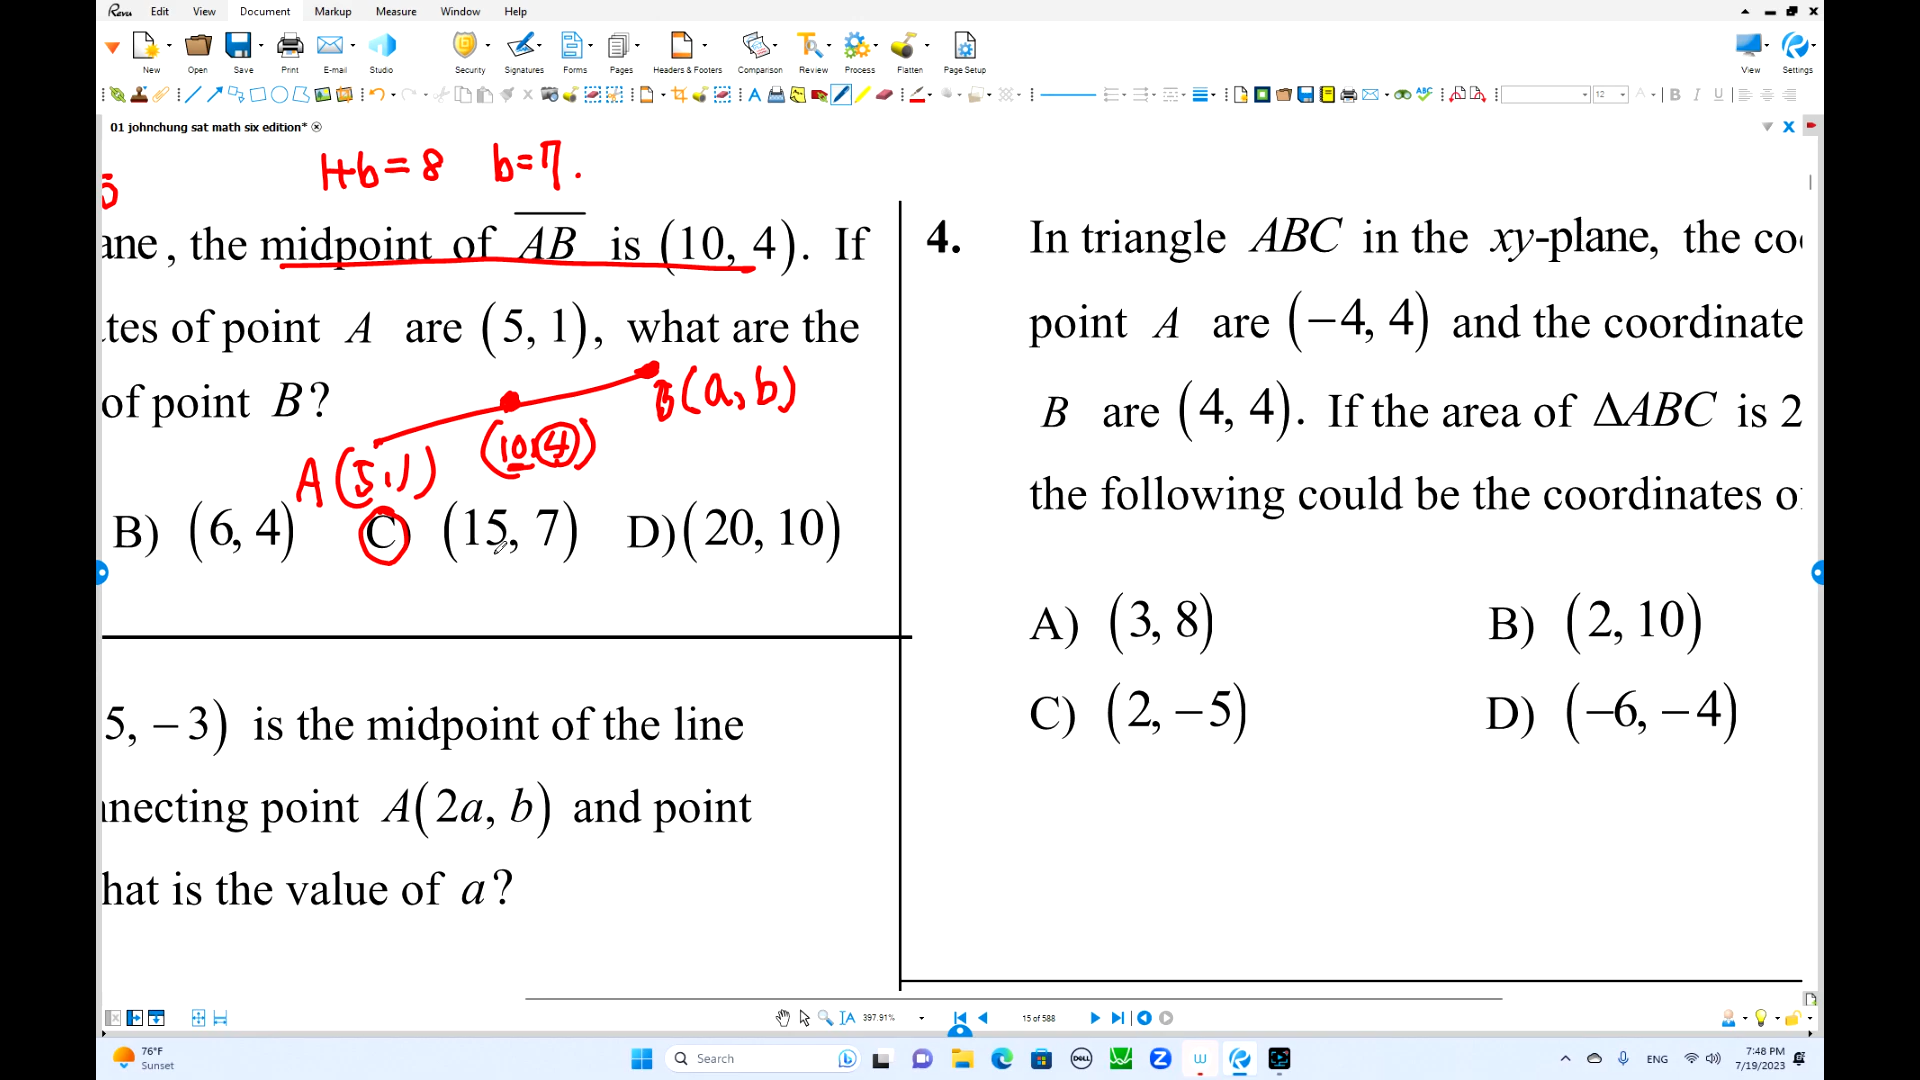 Revu Edit View Document Markup Measure Window Help
New Open Save Print E-mail Studio Security Signatures Forms Pages Headers & Footers Comparison Review Process Flatten Page Setup View Settings
12
01 johnchung sat math six edition*
1+b=8 b=7.
ane, the midpoint of AB is (10, 4). If
tes of point A are (5, 1), what are the
of point B?
B(a, b)
(10, 4)
A(5, 1)
B) (6, 4) C) (15, 7) D) (20, 10)
5, −3) is the midpoint of the line
nnecting point A(2a, b) and point
hat is the value of a?
4. In triangle ABC in the xy-plane, the co
point A are (−4, 4) and the coordinate
B are (4, 4). If the area of ΔABC is 2
the following could be the coordinates o
A) (3, 8) B) (2, 10)
C) (2, −5) D) (−6, −4)
397.91% 15 of 588
76°F
Sunset
Search
ENG
7:48 PM
7/19/2023